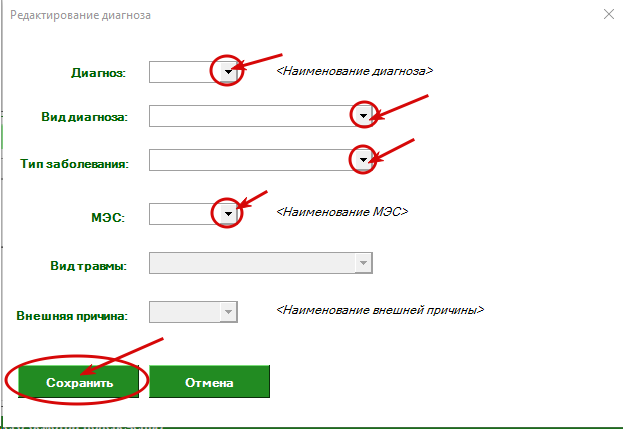 Редактирование диагноза
Диагноз: <Наименование диагноза>
Вид диагноза:
Тип заболевания:
МЭС: <Наименование МЭС>
Вид травмы:
Внешняя причина: <Наименование внешней причины>
Сохранить Отмена